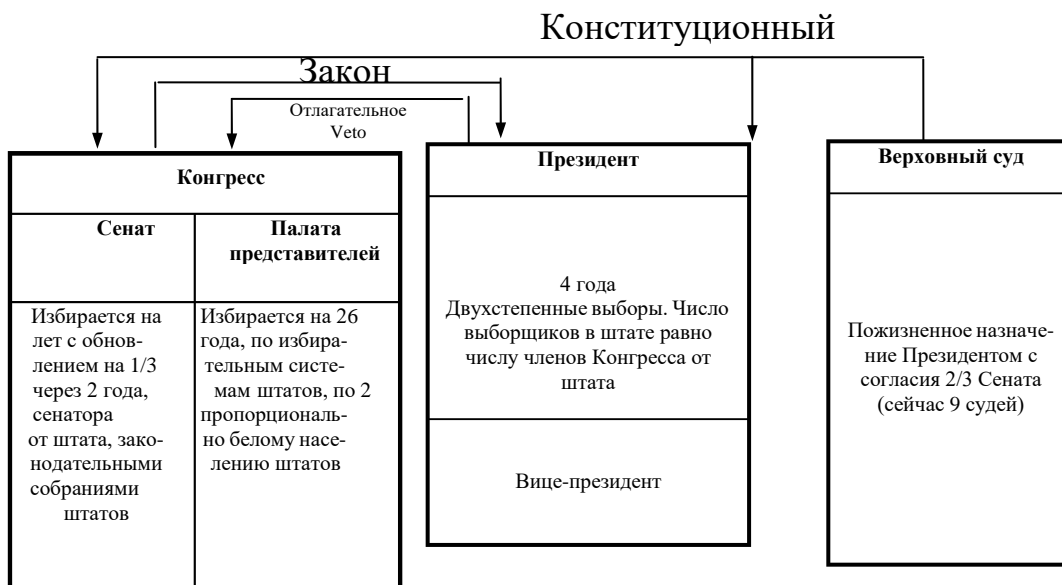 Конституционный
Закон
Отлагательное
Veto
Конгресс
Сенат
Палата
представителей
Избирается на
лет с обнов-
лением на 1/3
через 2 года,
сенатора
от штата, зако-
нодательными
собраниями
штатов
Избирается на 26
года, по избира-
тельным систе-
мам штатов, по 2
пропорциональ-
но белому насе-
лению штатов
Президент
4 года
Двухстепенные выборы. Число
выборщиков в штате равно
числу членов Конгресса от
штата
Вице-президент
Верховный суд
Пожизненное назначе-
ние Президентом с
согласия 2/3 Сената
(сейчас 9 судей)